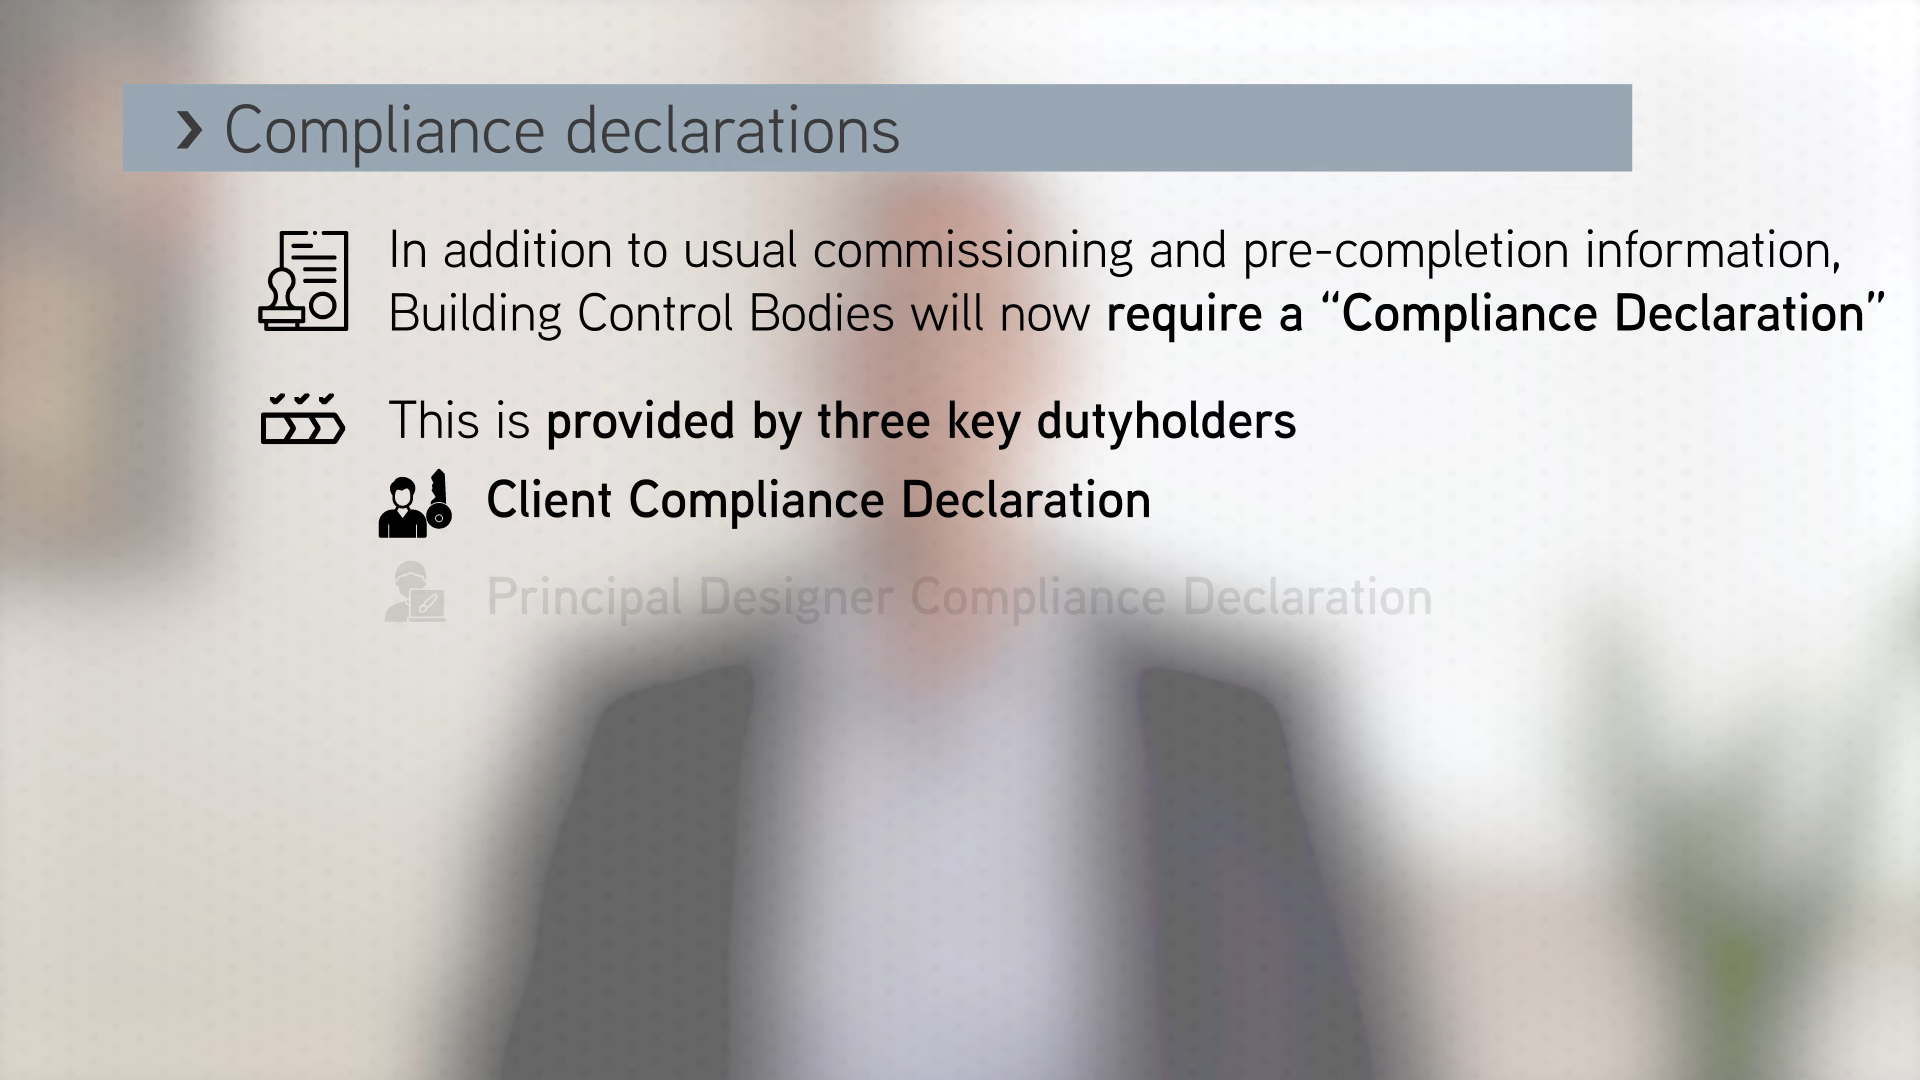 Compliance declarations
In addition to usual commissioning and pre-completion information,
Building Control Bodies will now require a “Compliance Declaration”
This is provided by three key dutyholders
Client Compliance Declaration
Principal Designer Compliance Declaration